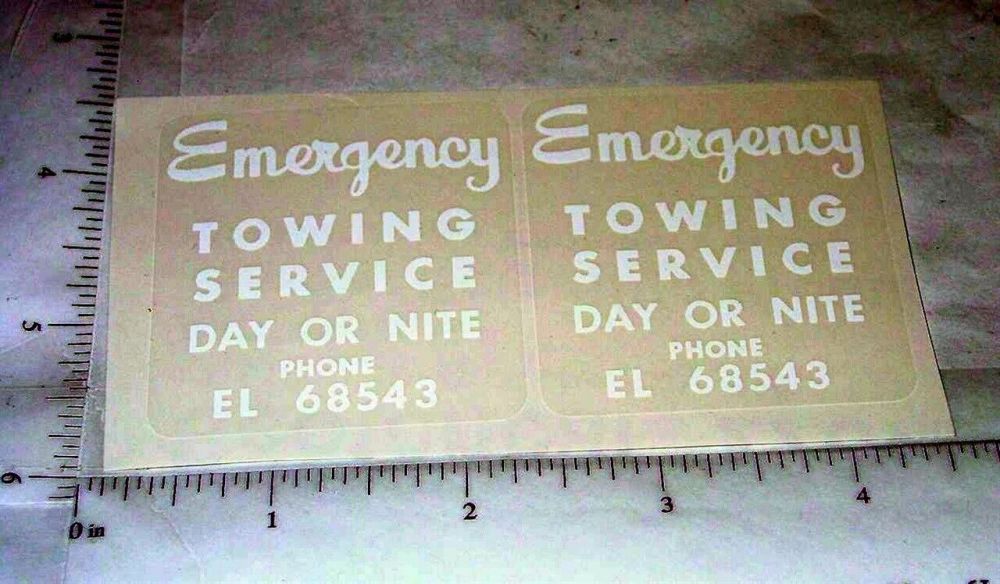 Emergency
TOWING
SERVICE
DAY OR NITE
PHONE
EL 68543
Emergency
TOWING
SERVICE
DAY OR NITE
PHONE
EL 68543
3
4
5
6
0 in
1
2
3
4